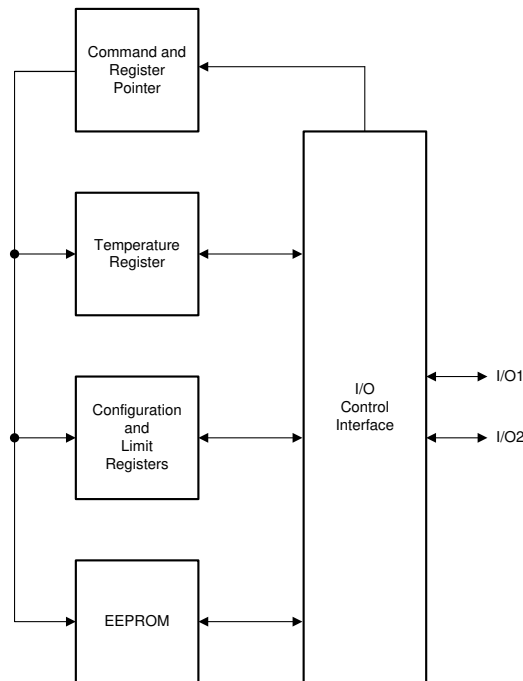 Command and
Register
Pointer
Temperature
Register
Configuration
and
Limit
Registers
EEPROM
I/O
Control
Interface
I/O1
I/O2